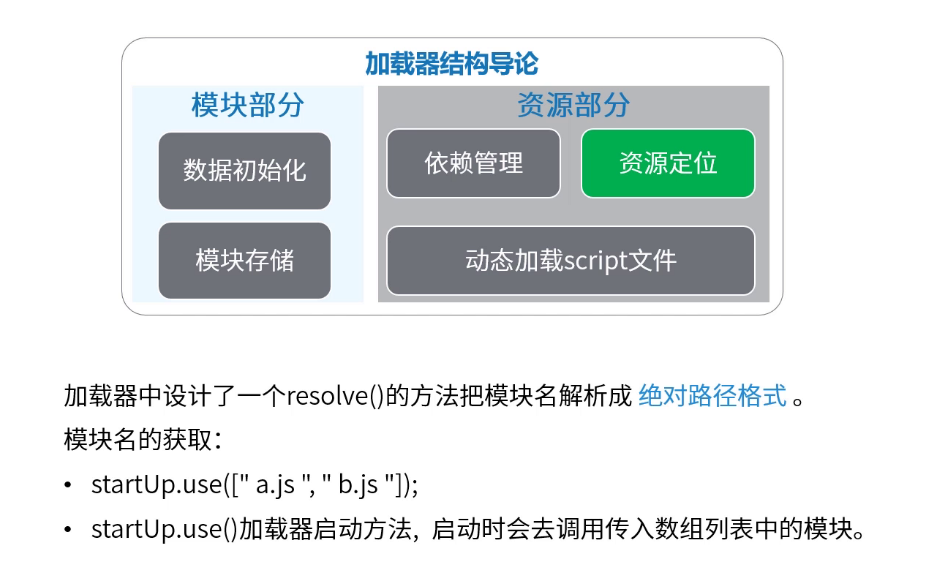 加载器结构导论
模块部分
数据初始化
模块存储
资源部分
依赖管理
资源定位
动态加载script文件
加载器中设计了一个resolve()的方法把模块名解析成 绝对路径格式 。
模块名的获取：
• startUp.use([" a.js ", " b.js "]);
• startUp.use()加载器启动方法, 启动时会去调用传入数组列表中的模块。